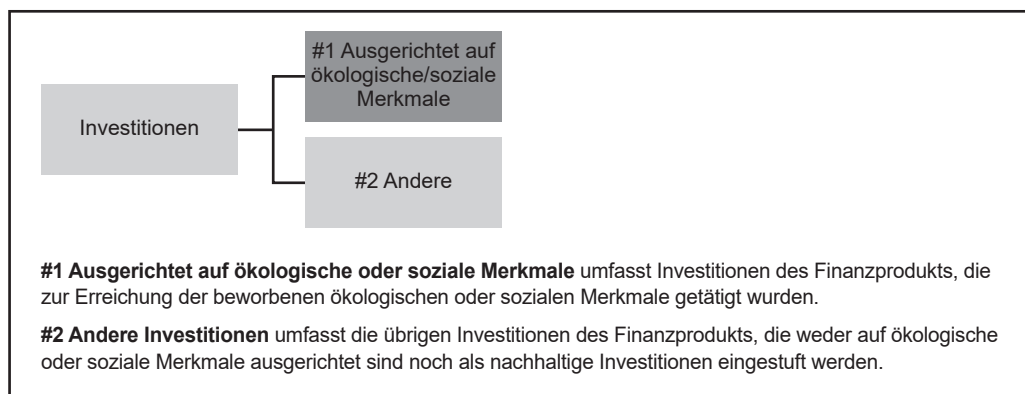 #1 Ausgerichtet auf
ökologische/soziale
Merkmale
Investitionen
#2 Andere
#1 Ausgerichtet auf ökologische oder soziale Merkmale umfasst Investitionen des Finanzprodukts, die
zur Erreichung der beworbenen ökologischen oder sozialen Merkmale getätigt wurden.
#2 Andere Investitionen umfasst die übrigen Investitionen des Finanzprodukts, die weder auf ökologische
oder soziale Merkmale ausgerichtet sind noch als nachhaltige Investitionen eingestuft werden.